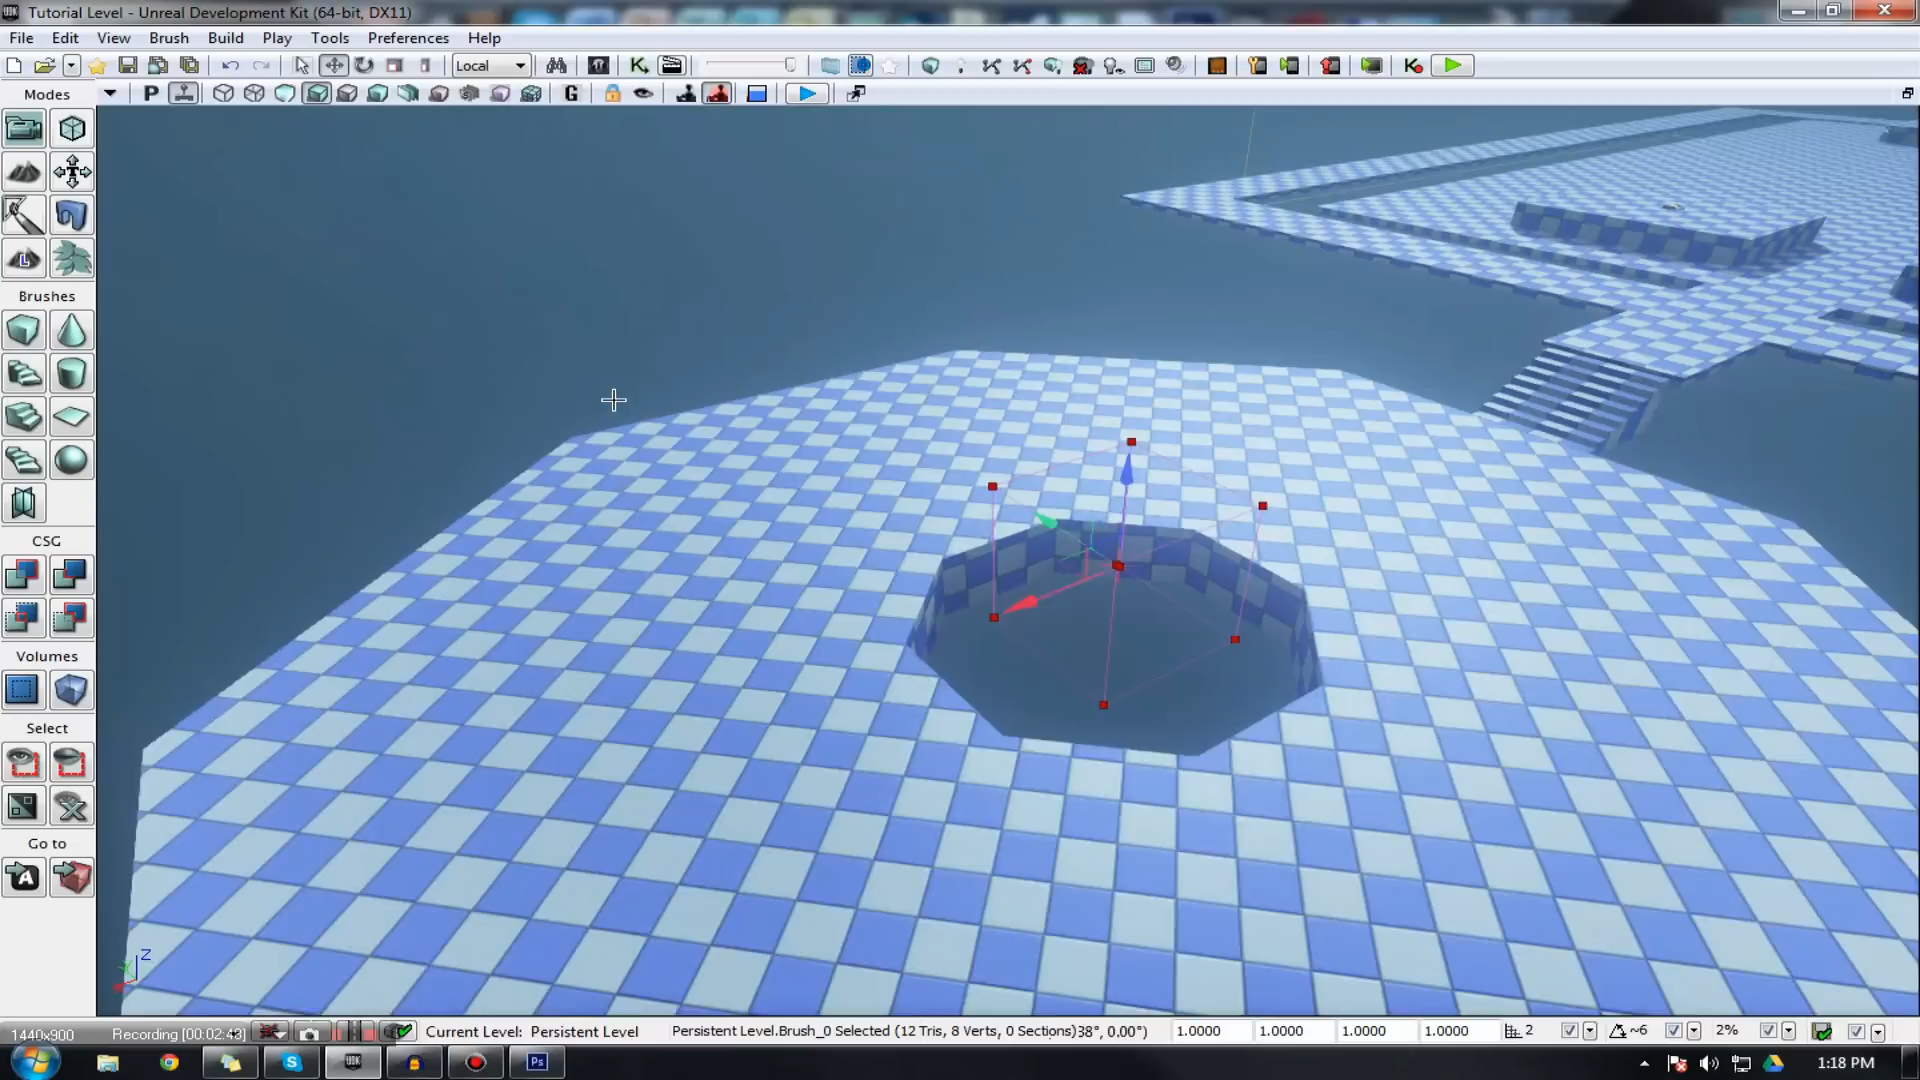 Tutorial Level - Unreal Development Kit (64-bit, DX11)
File Edit View Brush Build Play Tools Preferences Help
Local
Modes
P
G
L
Brushes
CSG
Volumes
Select
Go to
A
Z
1440x900 Recording [00:02:43] Current Level: Persistent Level Persistent Level.Brush_0 Selected (12 Tris, 8 Verts, 0 Sections)38°, 0.00°) 1.0000 1.0000 1.0000 1.0000 2 ~6 2%
S
UDK
Ps
1:18 PM